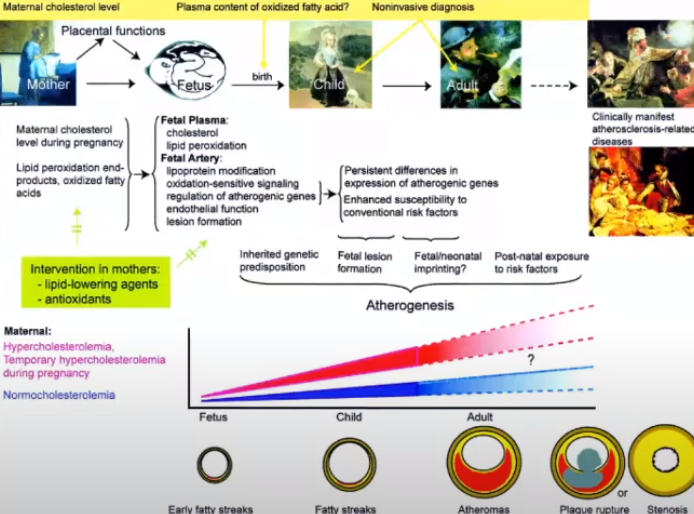 Maternal cholesterol level
Plasma content of oxidized fatty acid?
Noninvasive diagnosis
Placental functions
Mother
Fetus
birth
Child
Adult
Clinically manifest
atherosclerosis-related
diseases
Maternal cholesterol
level during pregnancy
Lipid peroxidation end-
products, oxidized fatty
acids
Fetal Plasma:
cholesterol
lipid peroxidation
Fetal Artery:
lipoprotein modification
oxidation-sensitive signaling
regulation of atherogenic genes
endothelial function
lesion formation
Persistent differences in
expression of atherogenic genes
Enhanced susceptibility to
conventional risk factors
Intervention in mothers:
- lipid-lowering agents
- antioxidants
Inherited genetic
predisposition
Fetal lesion
formation
Fetal/neonatal
imprinting?
Post-natal exposure
to risk factors
Atherogenesis
Maternal:
Hypercholesterolemia,
Temporary hypercholesterolemia
during pregnancy
Normocholesterolemia
?
Fetus
Child
Adult
Early fatty streaks
Fatty streaks
Atheromas
Plaque rupture
or
Stenosis